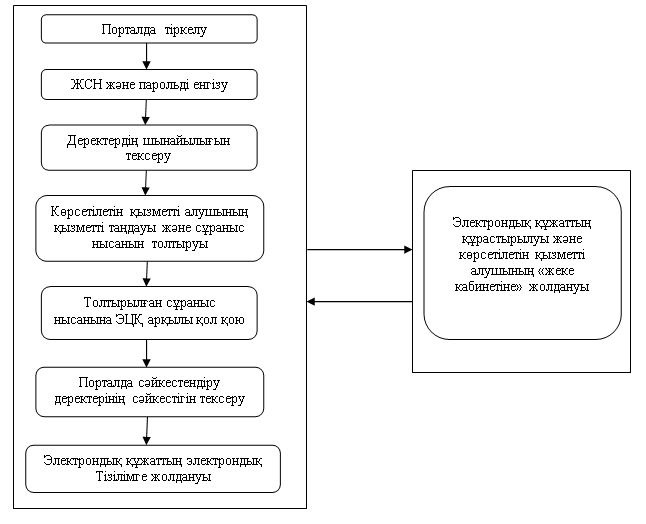 Порталда тіркелу
ЖСН және парольді енгізу
Деректердің шынайылығын
тексеру
Көрсетілетін қызметті алушының
қызметті таңдауы және сұраныс
нысанын толтыруы
Толтырылған сұраныс
нысанына ЭЦҚ арқылы қол қою
Порталда сәйкестендіру
деректерінің сәйкестігін тексеру
Электрондық құжаттың электрондық
Тізілімге жолдануы
Электрондық құжаттың
құрастырылуы және
көрсетілетін қызметті
алушының «жеке
кабинетіне» жолдануы